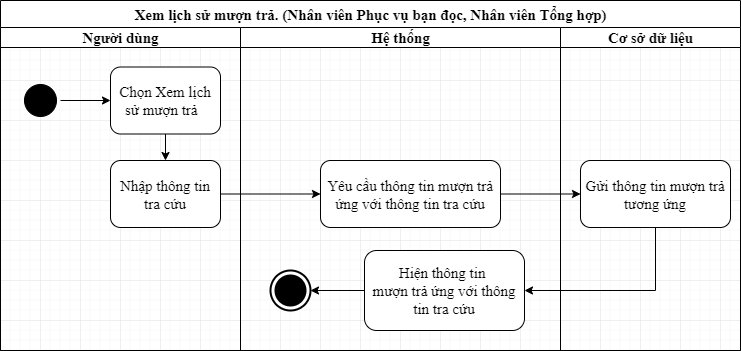 Xem lịch sử mượn trả. (Nhân viên Phục vụ bạn đọc, Nhân viên Tổng hợp)
Người dùng
Hệ thống
Cơ sở dữ liệu
Chọn Xem lịch
sử mượn trả
Nhập thông tin
tra cứu
Yêu cầu thông tin mượn trả
ứng với thông tin tra cứu
Gửi thông tin mượn trả
tương ứng
Hiện thông tin
mượn trả ứng với thông
tin tra cứu